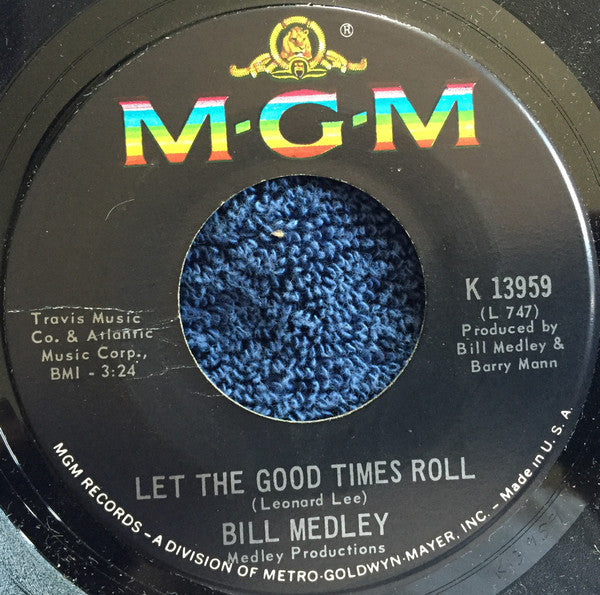 ®
M·G·M
K 13959
(L 747)
Produced by
Bill Medley &
Barry Mann
Travis Music
Co. & Atlantic
Music Corp.,
BMI - 3:24
LET THE GOOD TIMES ROLL
(Leonard Lee)
BILL MEDLEY
Medley Productions
MGM RECORDS – A DIVISION OF METRO-GOLDWYN-MAYER, INC. – Made in U. S. A.